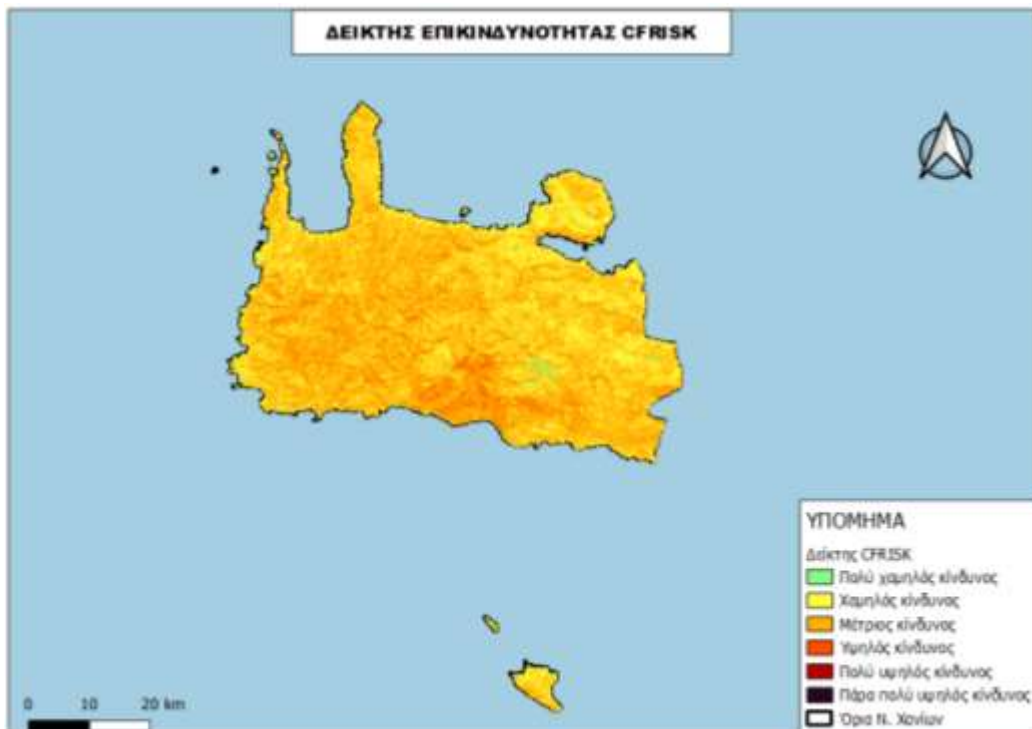 ΔΕΙΚΤΗΣ ΕΠΙΚΙΝΔΥΝΟΤΗΤΑΣ CFRISK
ΥΠΟΜΗΜΑ
Δείκτης CFRISK
Πολύ χαμηλός κίνδυνος
Χαμηλός κίνδυνος
Μέτριος κίνδυνος
Υψηλός κίνδυνος
Πολύ υψηλός κίνδυνος
Πάρα πολύ υψηλός κίνδυνος
Όρια Ν. Χανίων
0 10 20 km